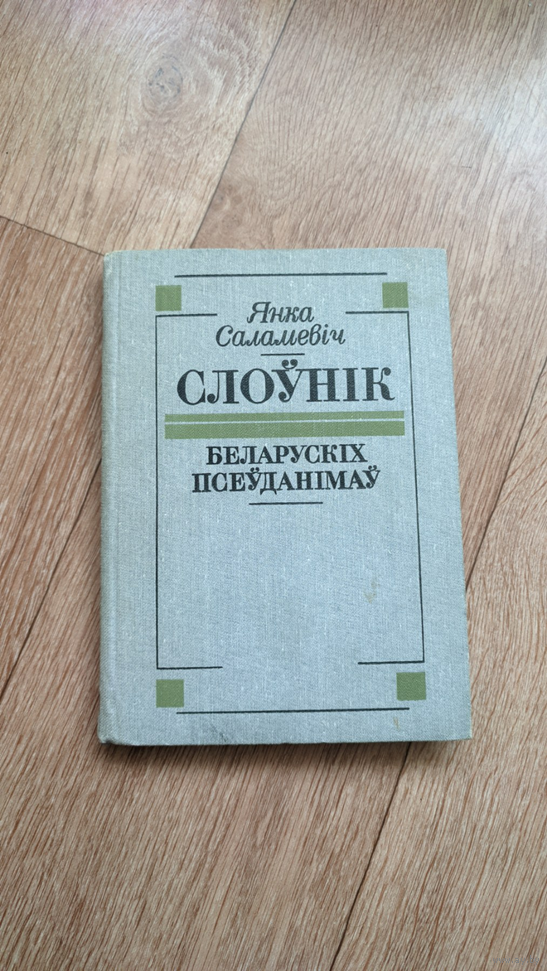 Янка
Саламевіч
СЛОЎНІК
БЕЛАРУСКІХ
ПСЕЎДАНІМАЎ